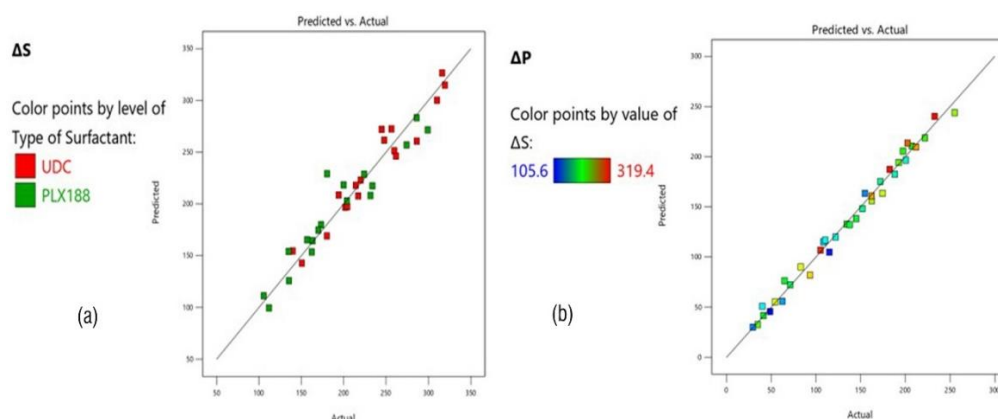 Predicted vs. Actual
ΔS
Color points by level of
Type of Surfactant:
UDC
PLX188
Predicted
350
300
250
200
150
100
50
50 100 150 200 250 300 350
Actual
(a)
Predicted vs. Actual
ΔP
Color points by value of
ΔS:
105.6 319.4
Predicted
300
250
200
150
100
50
0
0 50 100 150 200 250 300
Actual
(b)